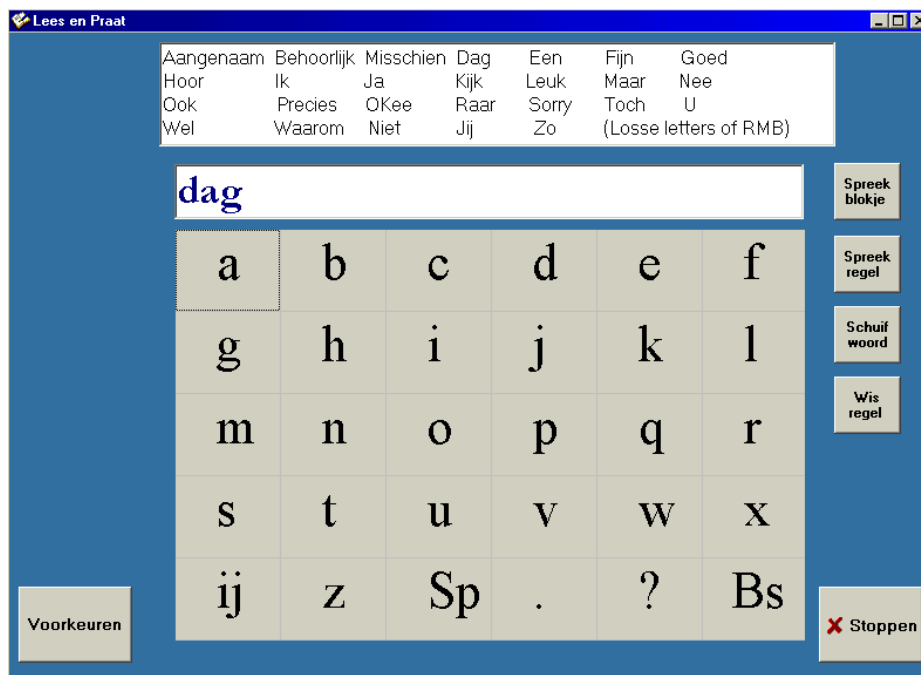 Lees en Praat
Aangenaam Behoorlijk Misschien Dag Een Fijn Goed
Hoor Ik Ja Kijk Leuk Maar Nee
Ook Precies OKee Raar Sorry Toch U
Wel Waarom Niet Jij Zo (Losse letters of RMB)
dag
Spreek
blokje
a b c d e f
Spreek
regel
g h i j k l
Schuif
woord
Wis
regel
m n o p q r
s t u v w x
ij z Sp . ? Bs
Voorkeuren
Stoppen